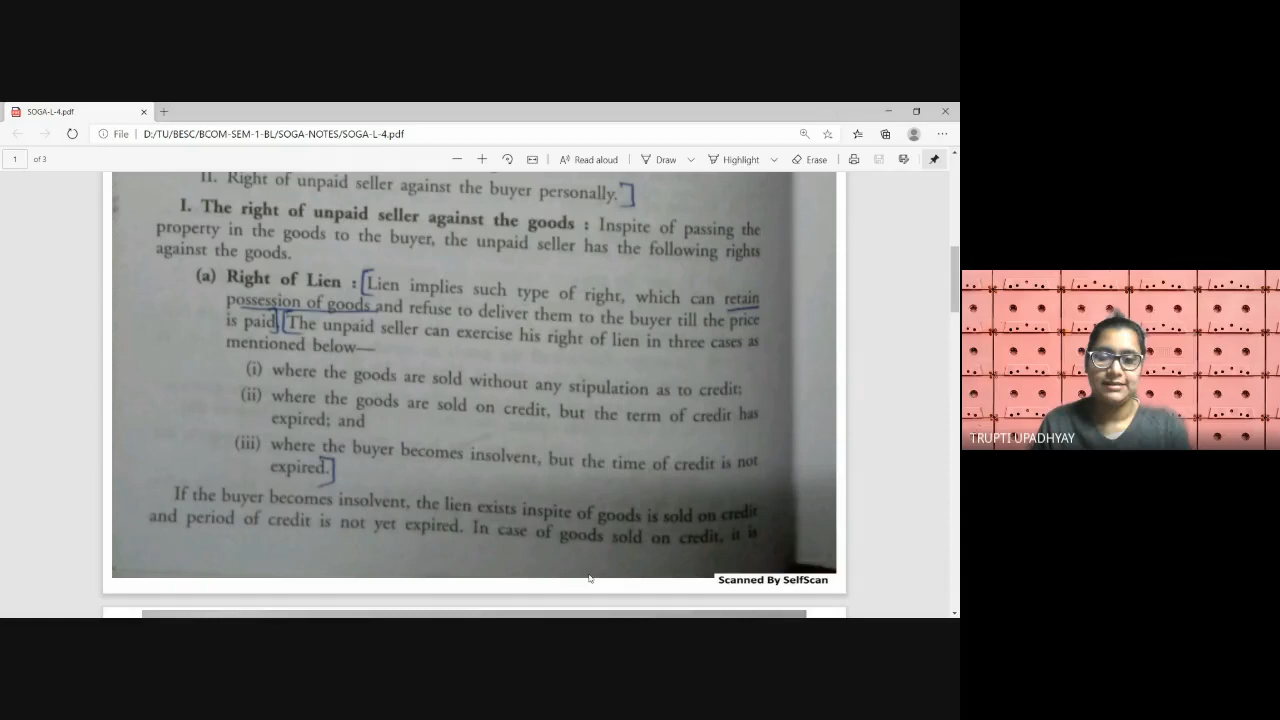 SOGA-L-4.pdf
File D:/TU/BESC/BCOM-SEM-1-BL/SOGA-NOTES/SOGA-L-4.pdf
1 of 3 Read aloud Draw Highlight Erase
II. Right of unpaid seller against the buyer personally.
I. The right of unpaid seller against the goods : Inspite of passing the
property in the goods to the buyer, the unpaid seller has the following rights
against the goods.
(a) Right of Lien : Lien implies such type of right, which can retain
possession of goods and refuse to deliver them to the buyer till the price
is paid. The unpaid seller can exercise his right of lien in three cases as
mentioned below—
(i) where the goods are sold without any stipulation as to credit;
(ii) where the goods are sold on credit, but the term of credit has
expired; and
(iii) where the buyer becomes insolvent, but the time of credit is not
expired.
If the buyer becomes insolvent, the lien exists inspite of goods is sold on credit
and period of credit is not yet expired. In case of goods sold on credit, it is
Scanned By SelfScan
TRUPTI UPADHYAY